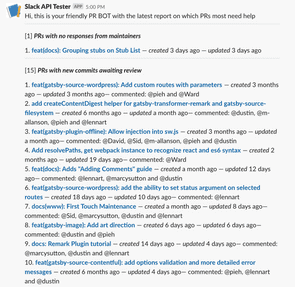 Slack API Tester APP 5:00 PM
Hi, this is your friendly PR BOT with the latest report on which PRs most need help
[1] PRs with no responses from maintainers
1. feat(docs): Grouping stubs on Stub List — created 3 days ago — updated 3 days ago
[15] PRs with new commits awaiting review
1. feat(gatsby-source-wordpress): Add custom routes with parameters — created 3 months
ago — updated 3 months ago— commented: @pieh and @Ward
2. add createContentDigest helper for gatsby-transformer-remark and gatsby-source-
filesystem — created 6 months ago — updated a month ago— commented: @dustin, @m-
allanson, @pieh and @lennart
3. feat(gatsby-plugin-offline): Allow injection into sw.js — created 3 months ago — updated
a month ago— commented: @David, @Sid, @m-allanson, @pieh and @dustin
4. Add resolvePaths, get webpack instance to recognize react and es6 syntax — created 2
months ago — updated 19 days ago— commented: @Ward
5. feat(docs): Adds "Adding Comments" guide — created a month ago — updated 12 days
ago— commented: @lennart, @marcysutton and @dustin
6. feat(gatsby-source-wordpress): add the ability to set status argument on selected
routes — created 18 days ago — updated 10 days ago— commented: @lennart
7. docs(www): First Touch Maintenance — created a month ago — updated 8 days ago—
commented: @Sid, @marcysutton, @dustin and @lennart
8. feat(gatsby-image): Add art direction — created 6 days ago — updated 6 days ago—
commented: @dustin and @pieh
9. docs: Remark Plugin tutorial — created 14 days ago — updated 4 days ago— commented:
@marcysutton, @dustin and @lennart
10. feat(gatsby-source-contentful): add options validation and more detailed error
messages — created 6 months ago — updated 4 days ago— commented: @pieh, @lennart
and @dustin